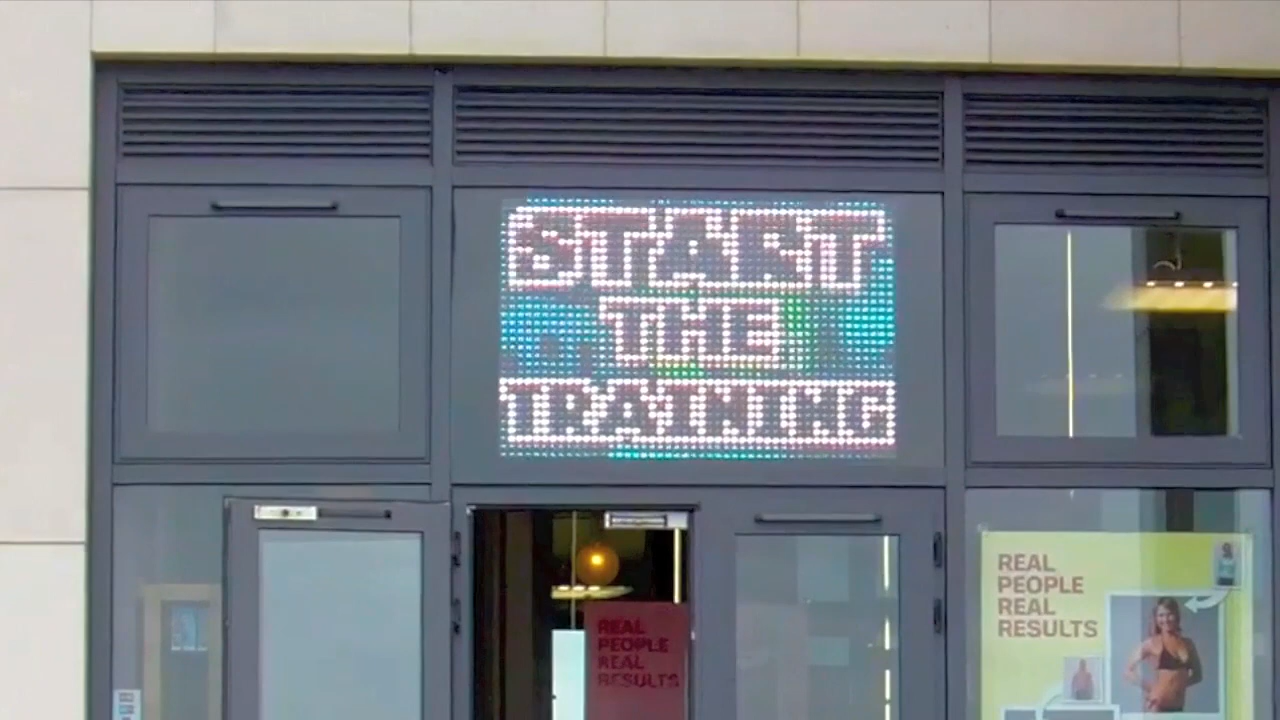 START
THE
TRAINING
REAL
PEOPLE
REAL
RESULTS
REAL
PEOPLE
REAL
RESULTS